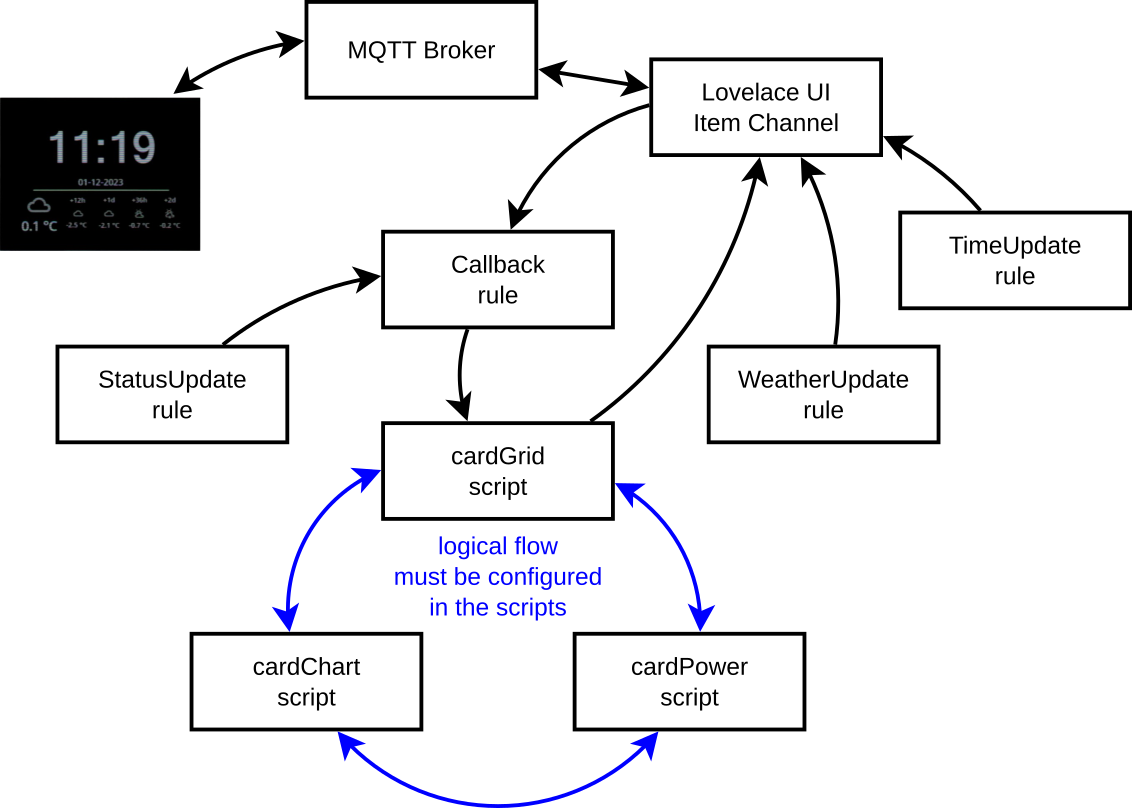 MQTT Broker
Lovelace UI
Item Channel
11:19
01-12-2023
+12h +1d +36h +2d
0.1 °C -2.5 °C -2.1 °C -0.7 °C -0.2 °C
Callback
rule
TimeUpdate
rule
StatusUpdate
rule
WeatherUpdate
rule
cardGrid
script
logical flow
must be configured
in the scripts
cardChart
script
cardPower
script